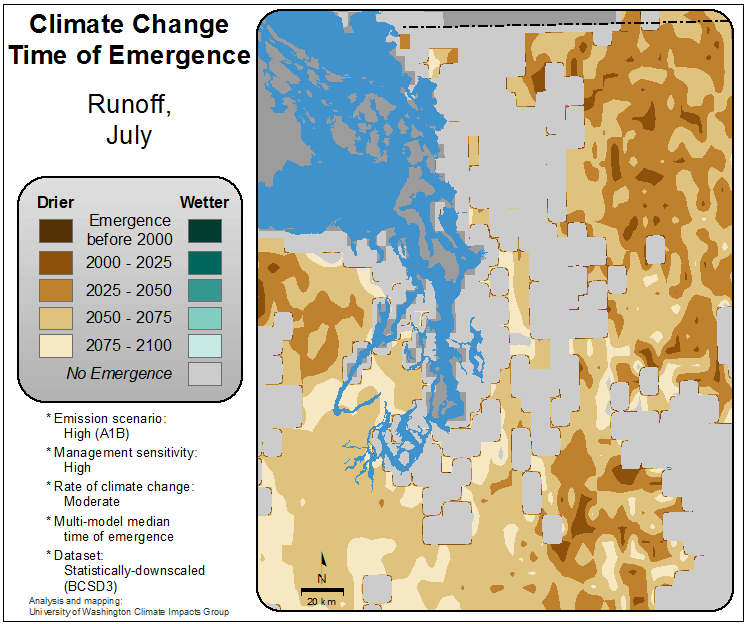 Climate Change
Time of Emergence
Runoff,
July
Drier Wetter
Emergence
before 2000
2000 - 2025
2025 - 2050
2050 - 2075
2075 - 2100
No Emergence
* Emission scenario:
High (A1B)
* Management sensitivity:
High
* Rate of climate change:
Moderate
* Multi-model median
time of emergence
* Dataset:
Statistically-downscaled
(BCSD3)
Analysis and mapping:
University of Washington Climate Impacts Group
N
20 km